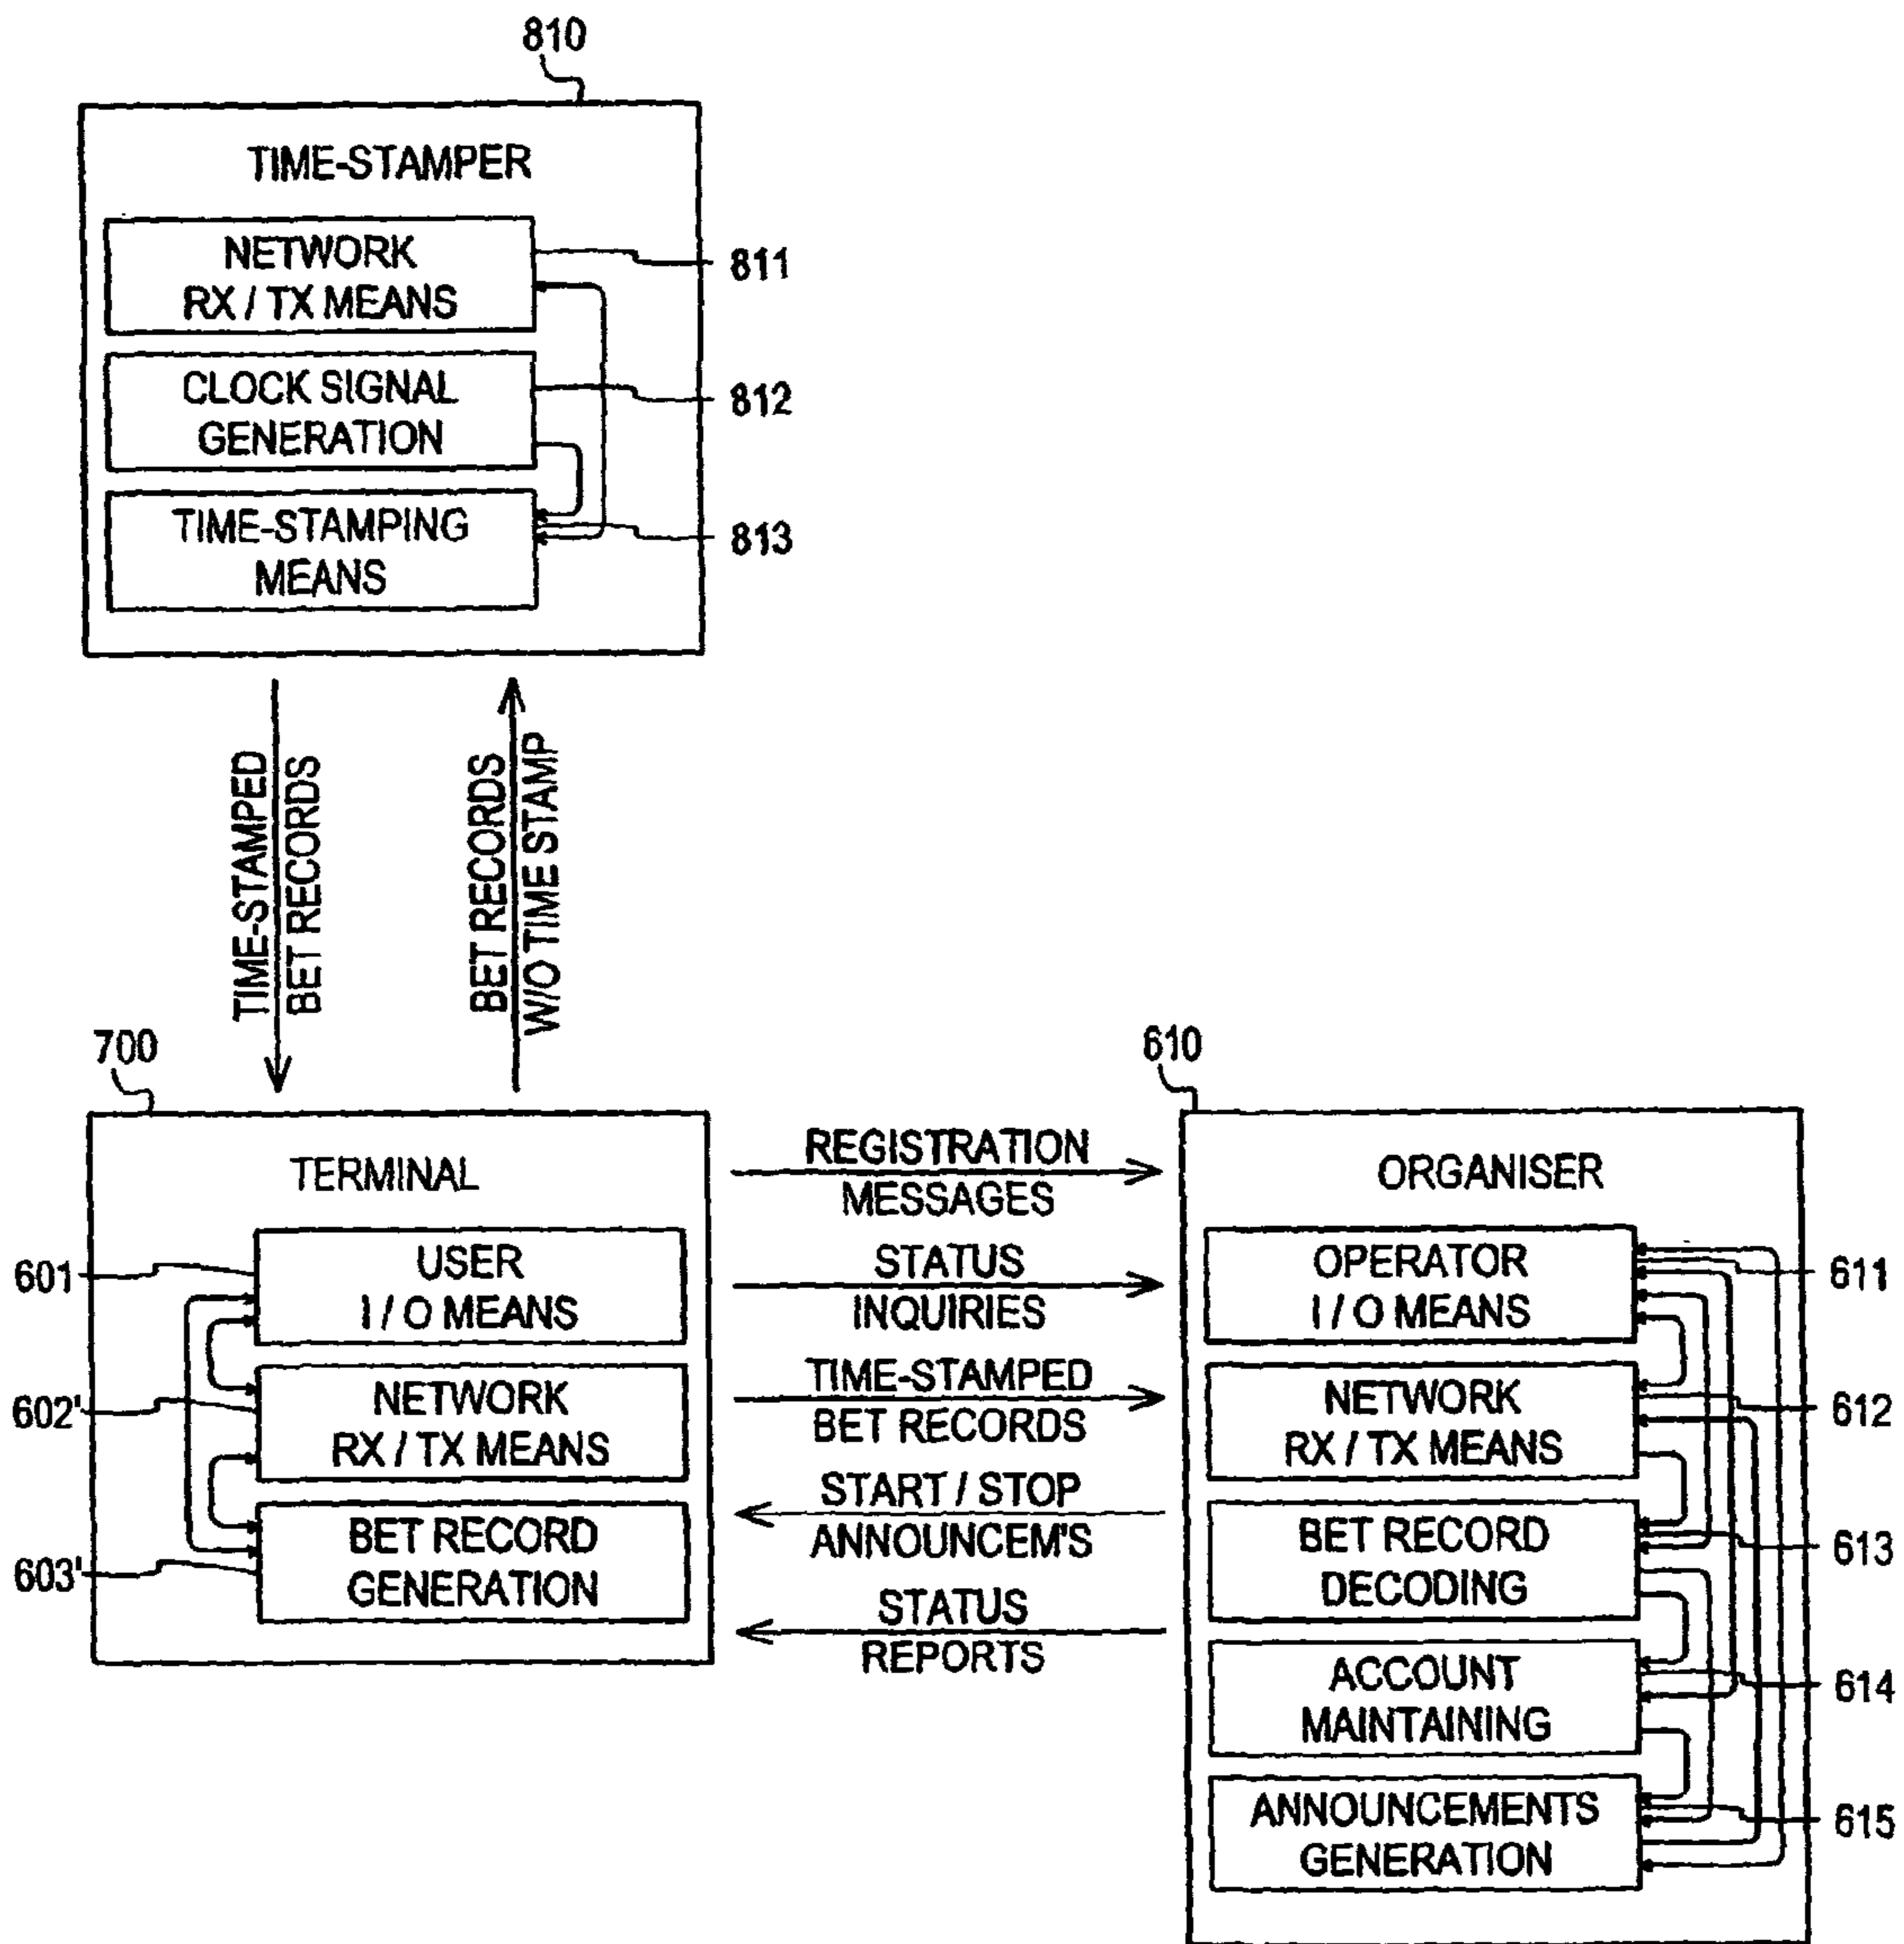 810
TIME-STAMPER
NETWORK
RX / TX MEANS
811
CLOCK SIGNAL
GENERATION
812
TIME-STAMPING
MEANS
813
TIME-STAMPED
BET RECORDS
BET RECORDS
W/O TIME STAMP
700
TERMINAL
601
USER
I / O MEANS
602'
NETWORK
RX / TX MEANS
603'
BET RECORD
GENERATION
REGISTRATION
MESSAGES
STATUS
INQUIRIES
TIME-STAMPED
BET RECORDS
START / STOP
ANNOUNCEM'S
STATUS
REPORTS
610
ORGANISER
OPERATOR
I / O MEANS
611
NETWORK
RX / TX MEANS
612
BET RECORD
DECODING
613
ACCOUNT
MAINTAINING
614
ANNOUNCEMENTS
GENERATION
615